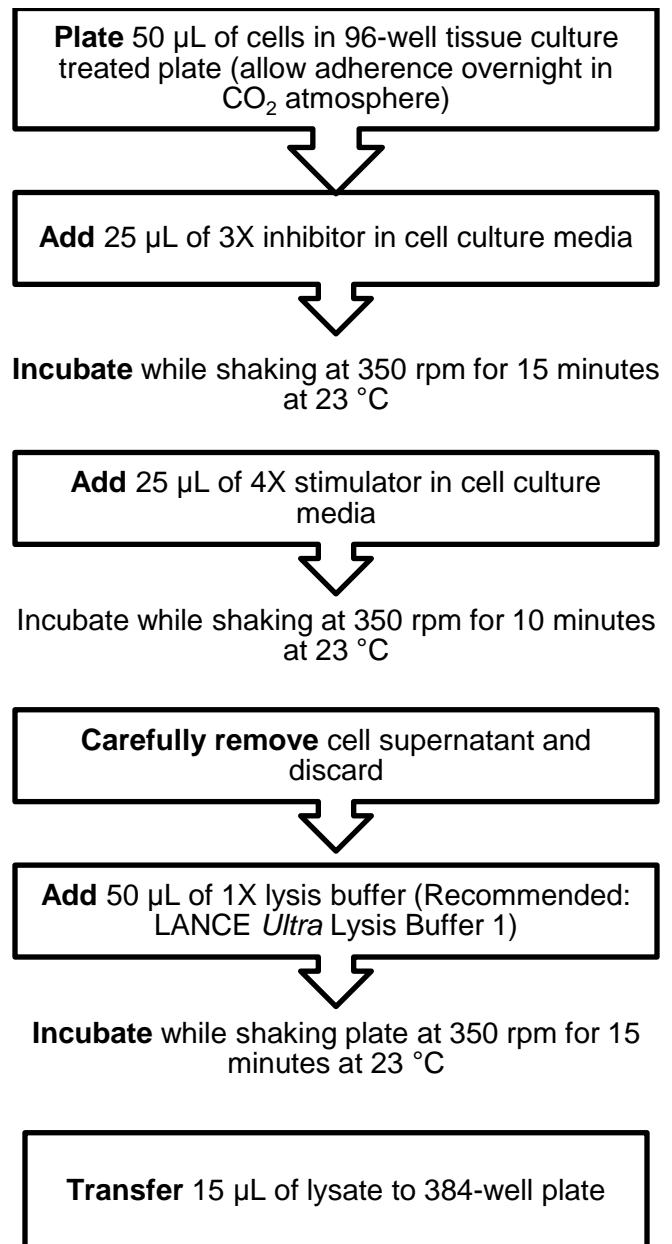 Plate 50 µL of cells in 96-well tissue culture
treated plate (allow adherence overnight in
CO₂ atmosphere)
Add 25 µL of 3X inhibitor in cell culture media
Incubate while shaking at 350 rpm for 15 minutes
at 23 °C
Add 25 µL of 4X stimulator in cell culture
media
Incubate while shaking at 350 rpm for 10 minutes
at 23 °C
Carefully remove cell supernatant and
discard
Add 50 µL of 1X lysis buffer (Recommended:
LANCE Ultra Lysis Buffer 1)
Incubate while shaking plate at 350 rpm for 15
minutes at 23 °C
Transfer 15 µL of lysate to 384-well plate